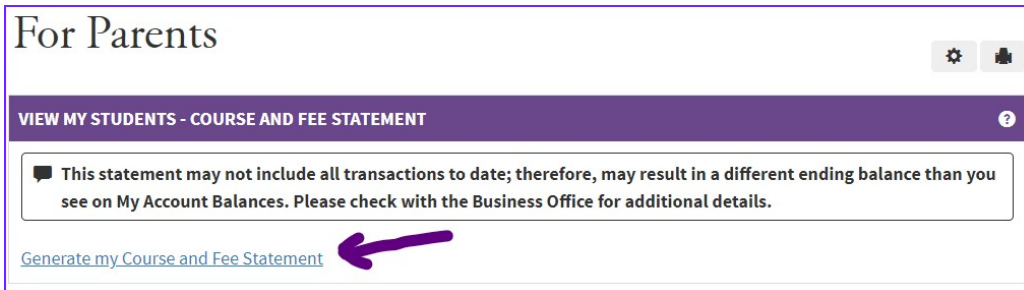 For Parents
VIEW MY STUDENTS - COURSE AND FEE STATEMENT
?
This statement may not include all transactions to date; therefore, may result in a different ending balance than you
see on My Account Balances. Please check with the Business Office for additional details.
Generate my Course and Fee Statement